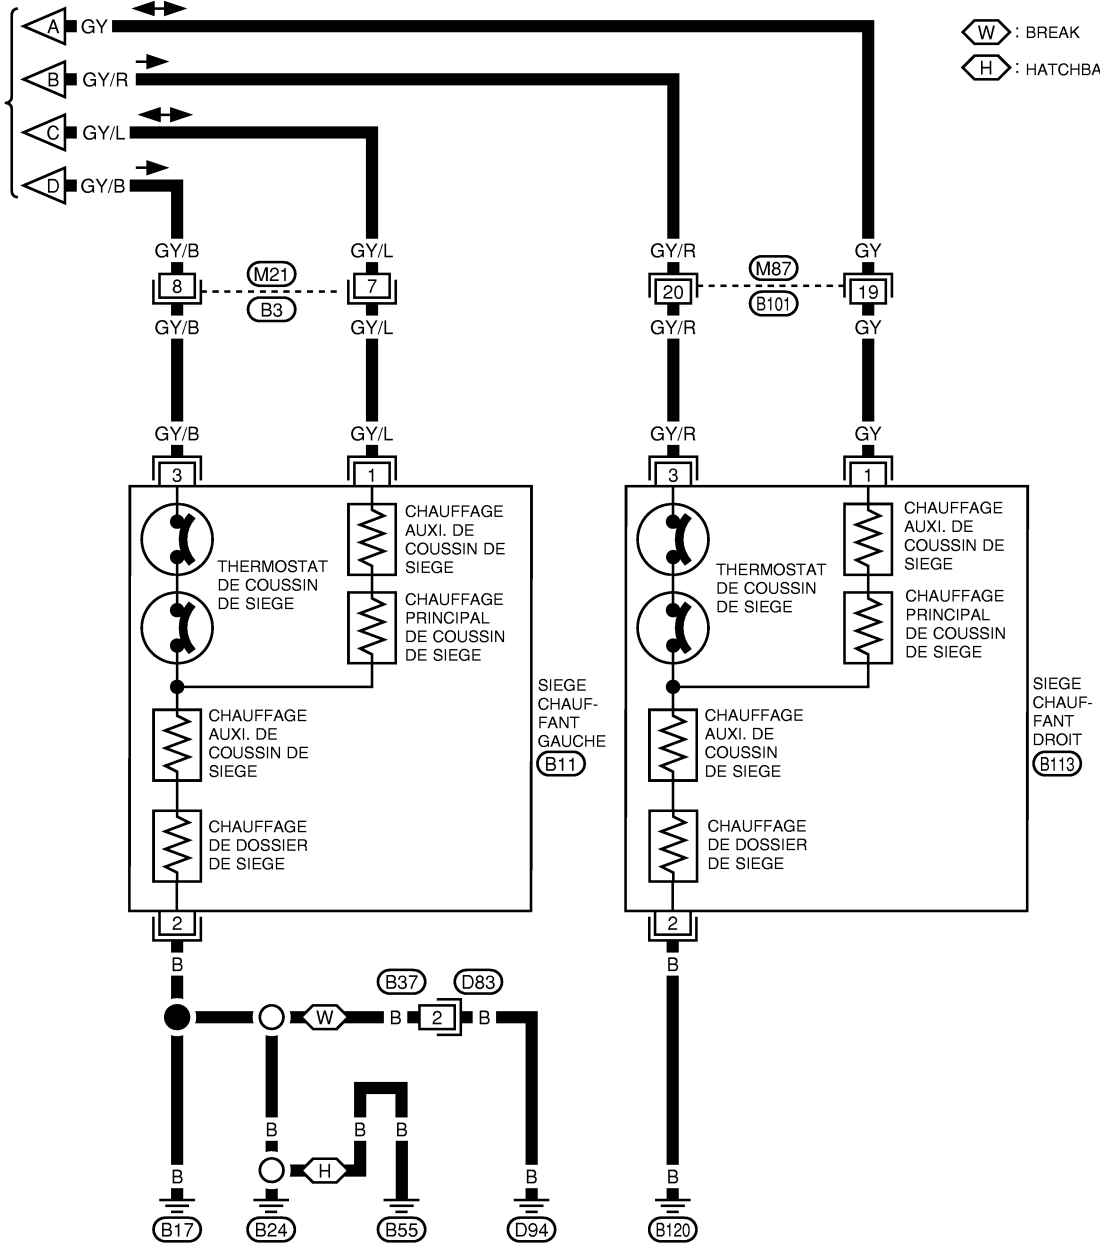 A GY
B GY/R
C GY/L
D GY/B
W : BREAK
H : HATCHBA
GY/B GY/L GY/R GY
8 M21 7 20 M87 19
B3 B101
GY/B GY/L GY/R GY
GY/B GY/L GY/R GY
3 1 3 1
CHAUFFAGE
AUXI. DE
COUSSIN DE
SIEGE
THERMOSTAT
DE COUSSIN
DE SIEGE
CHAUFFAGE
PRINCIPAL
DE COUSSIN
DE SIEGE
SIEGE
CHAUF-
FANT
GAUCHE
B11
CHAUFFAGE
AUXI. DE
COUSSIN DE
SIEGE
CHAUFFAGE
DE DOSSIER
DE SIEGE
2
CHAUFFAGE
AUXI. DE
COUSSIN DE
SIEGE
THERMOSTAT
DE COUSSIN
DE SIEGE
CHAUFFAGE
PRINCIPAL
DE COUSSIN
DE SIEGE
SIEGE
CHAUF-
FANT
DROIT
B113
CHAUFFAGE
AUXI. DE
COUSSIN
DE SIEGE
CHAUFFAGE
DE DOSSIER
DE SIEGE
2
B B
B37 D83
W B 2 B
B B B
H
B B B
B17 B24 B55 D94 B120